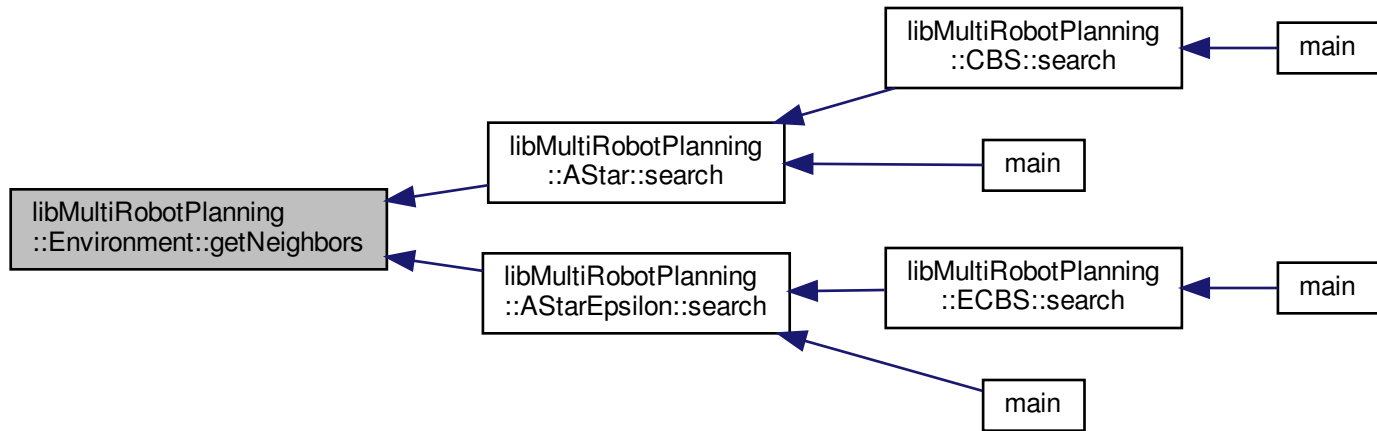 libMultiRobotPlanning
::Environment::getNeighbors
libMultiRobotPlanning
::AStar::search
libMultiRobotPlanning
::CBS::search
main
main
libMultiRobotPlanning
::AStarEpsilon::search
libMultiRobotPlanning
::ECBS::search
main
main